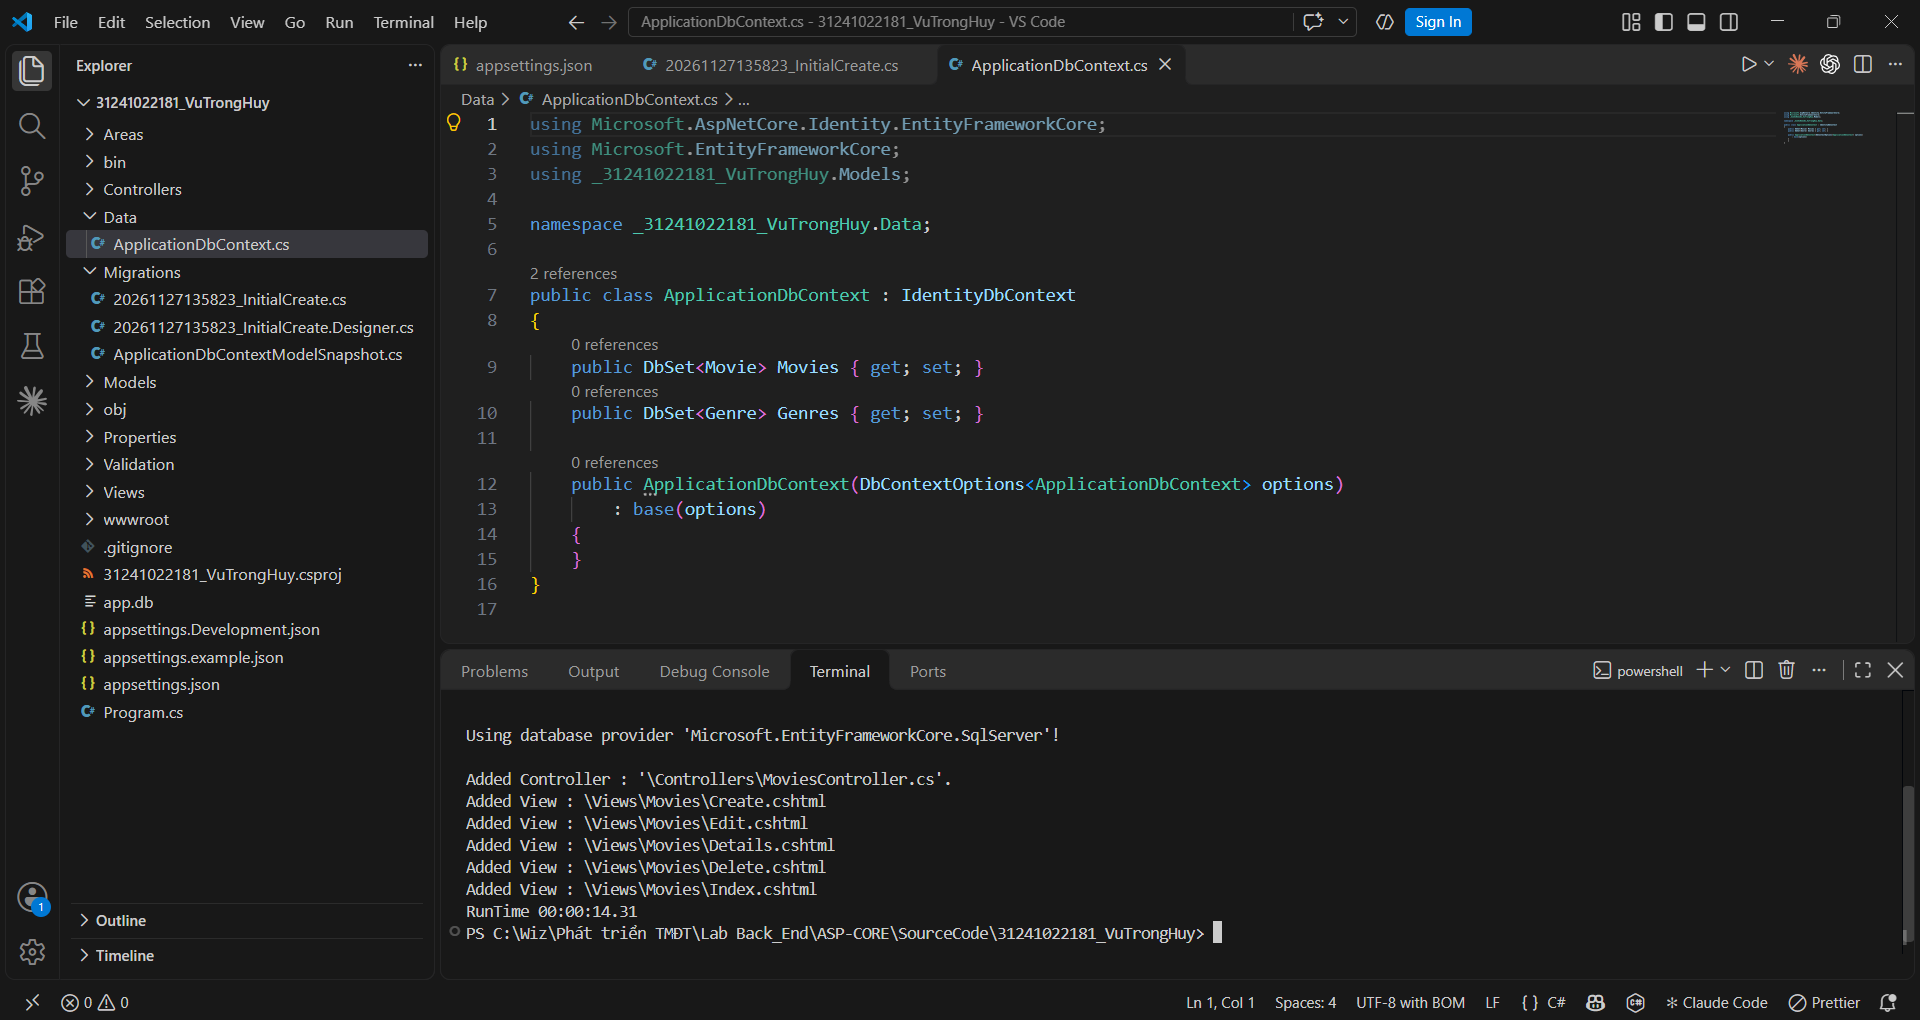 File Edit Selection View Go Run Terminal Help
ApplicationDbContext.cs - 31241022181_VuTrongHuy - VS Code
Sign In
Explorer
31241022181_VuTrongHuy
Areas
bin
Controllers
Data
ApplicationDbContext.cs
Migrations
20261127135823_InitialCreate.cs
20261127135823_InitialCreate.Designer.cs
ApplicationDbContextModelSnapshot.cs
Models
obj
Properties
Validation
Views
wwwroot
.gitignore
31241022181_VuTrongHuy.csproj
app.db
appsettings.Development.json
appsettings.example.json
appsettings.json
Program.cs
Outline
Timeline
appsettings.json 20261127135823_InitialCreate.cs ApplicationDbContext.cs
Data > ApplicationDbContext.cs > ...
1 using Microsoft.AspNetCore.Identity.EntityFrameworkCore;
2 using Microsoft.EntityFrameworkCore;
3 using _31241022181_VuTrongHuy.Models;
4
5 namespace _31241022181_VuTrongHuy.Data;
6
2 references
7 public class ApplicationDbContext : IdentityDbContext
8 {
0 references
9 public DbSet<Movie> Movies { get; set; }
0 references
10 public DbSet<Genre> Genres { get; set; }
11
0 references
12 public ApplicationDbContext(DbContextOptions<ApplicationDbContext> options)
13 : base(options)
14 {
15 }
16 }
17
Problems Output Debug Console Terminal Ports
powershell
Using database provider 'Microsoft.EntityFrameworkCore.SqlServer'!
Added Controller : '\Controllers\MoviesController.cs'.
Added View : \Views\Movies\Create.cshtml
Added View : \Views\Movies\Edit.cshtml
Added View : \Views\Movies\Details.cshtml
Added View : \Views\Movies\Delete.cshtml
Added View : \Views\Movies\Index.cshtml
RunTime 00:00:14.31
PS C:\Wiz\Phát triển TMĐT\Lab Back_End\ASP-CORE\SourceCode\31241022181_VuTrongHuy>
1
0 0
Ln 1, Col 1 Spaces: 4 UTF-8 with BOM LF { } C# Claude Code Prettier